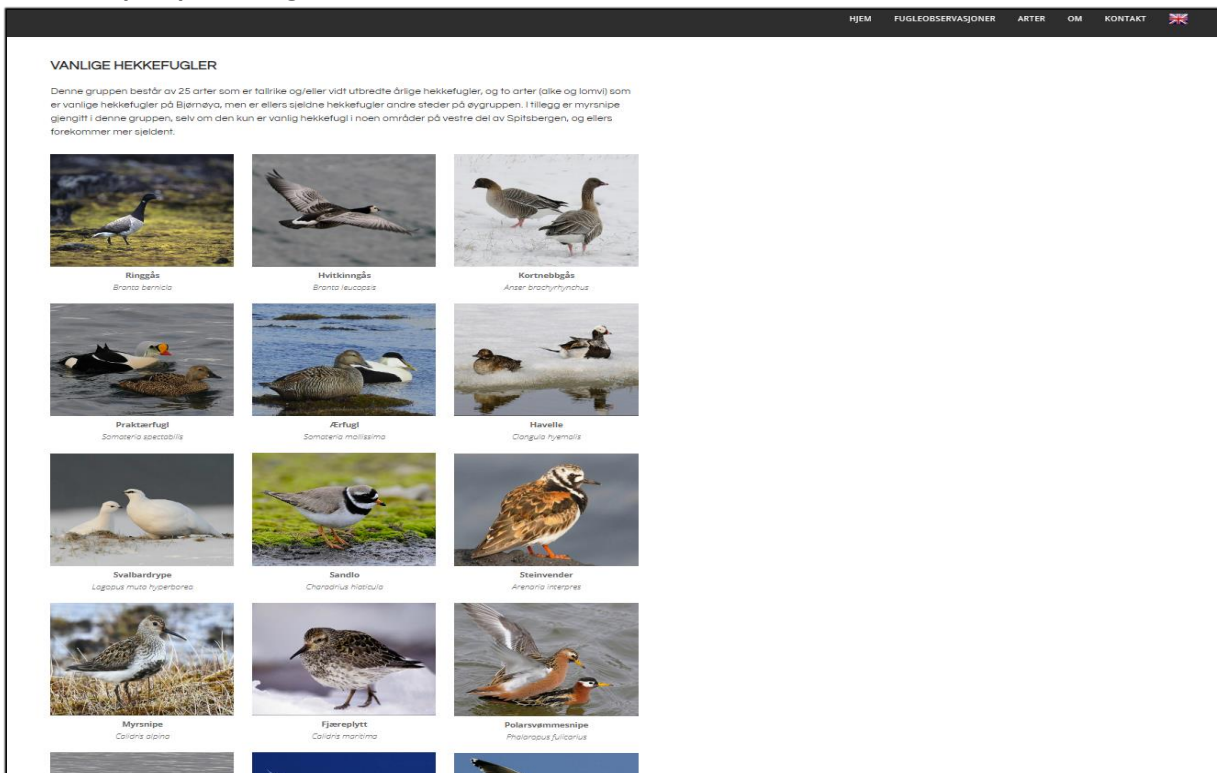 HJEM FUGLEOBSERVASJONER ARTER OM KONTAKT
VANLIGE HEKKEFUGLER
Denne gruppen består av 25 arter som er tallrike og/eller vidt utbredte årlige hekkefugler, og to arter (alke og lomvi) som
er vanlige hekkefugler på Bjørnøya, men er ellers sjeldne hekkefugler andre steder på øygruppen. I tillegg er myrsnipe
gjengitt i denne gruppen, selv om den kun er vanlig hekkefugl i noen områder på vestre del av Spitsbergen, og ellers
forekommer mer sjeldent.
Ringgås Hvitkinngås Kortnebbgås
Branta bernicla Branta leucopsis Anser brachyrhynchus
Praktærfugl Ærfugl Havelle
Somateria spectabilis Somateria mollissima Clangula hyemalis
Svalbardrype Sandlo Steinvender
Lagopus muta hyperborea Charadrius hiaticula Arenaria interpres
Myrsnipe Fjæreplytt Polarsvømmesnipe
Calidris alpina Calidris maritima Phalaropus fulicarius